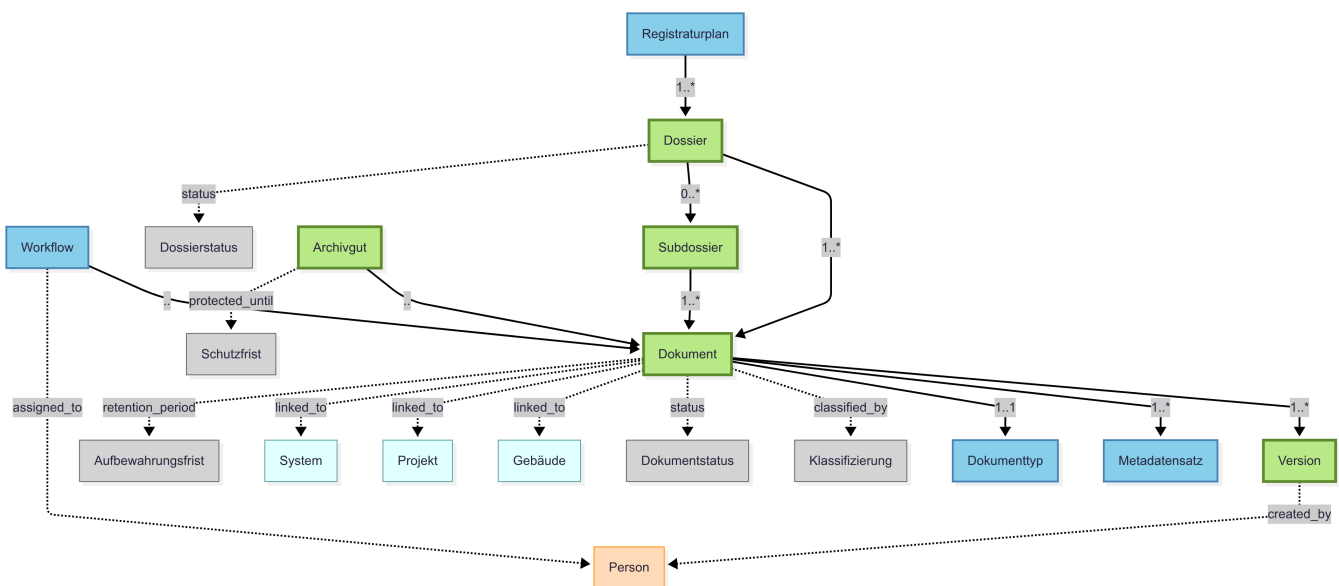 Registraturplan
1..*
Dossier
status
0..*
Workflow
Dossierstatus
Archivgut
Subdossier
1..*
..
protected_until
..
1..*
Schutzfrist
Dokument
assigned_to
retention_period
linked_to
linked_to
linked_to
status
classified_by
1..1
1..*
1..*
Aufbewahrungsfrist
System
Projekt
Gebäude
Dokumentstatus
Klassifizierung
Dokumenttyp
Metadatensatz
Version
created_by
Person